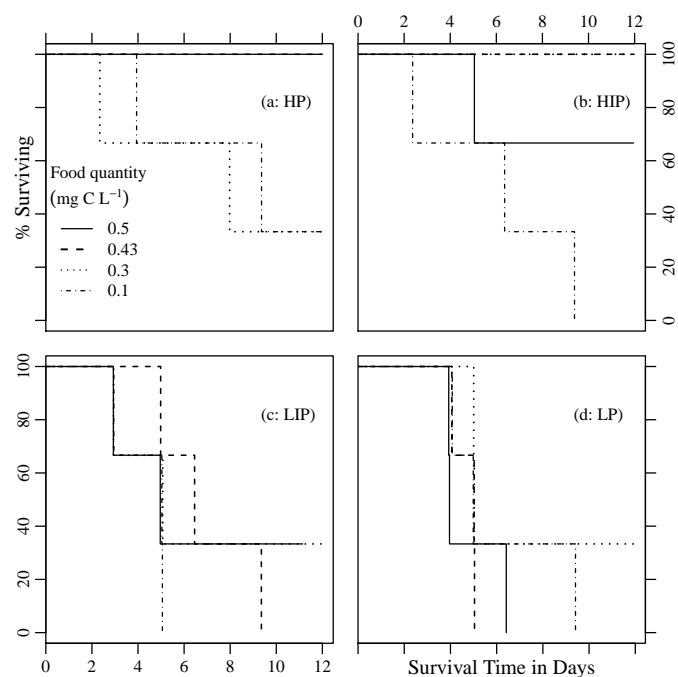 0 2 4 6 8 10 12
(a: HP)
(b: HIP)
% Surviving
Food quantity
(mg C L⁻¹)
0.5
0.43
0.3
0.1
0 20 40 60 80 100
0 20 40 60 80 100
(c: LIP)
(d: LP)
0 2 4 6 8 10 12
Survival Time in Days